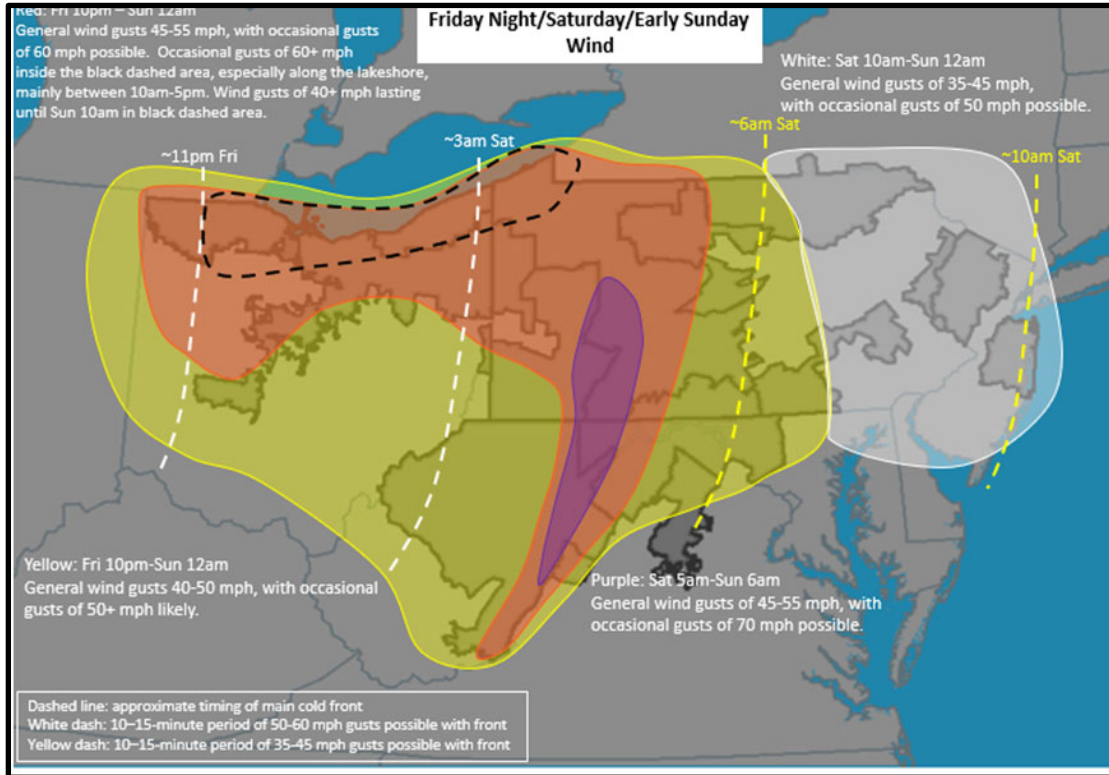 Red: Fri 10pm – Sun 12am
General wind gusts 45-55 mph, with occasional gusts
of 60 mph possible.  Occasional gusts of 60+ mph
inside the black dashed area, especially along the lakeshore,
mainly between 10am-5pm. Wind gusts of 40+ mph lasting
until Sun 10am in black dashed area.
Friday Night/Saturday/Early Sunday
Wind
White: Sat 10am-Sun 12am
General wind gusts of 35-45 mph,
with occasional gusts of 50 mph possible.
~11pm Fri
~3am Sat
~6am Sat
~10am Sat
Yellow: Fri 10pm-Sun 12am
General wind gusts 40-50 mph, with occasional
gusts of 50+ mph likely.
Purple: Sat 5am-Sun 6am
General wind gusts of 45-55 mph, with
occasional gusts of 70 mph possible.
Dashed line: approximate timing of main cold front
White dash: 10–15-minute period of 50-60 mph gusts possible with front
Yellow dash: 10–15-minute period of 35-45 mph gusts possible with front